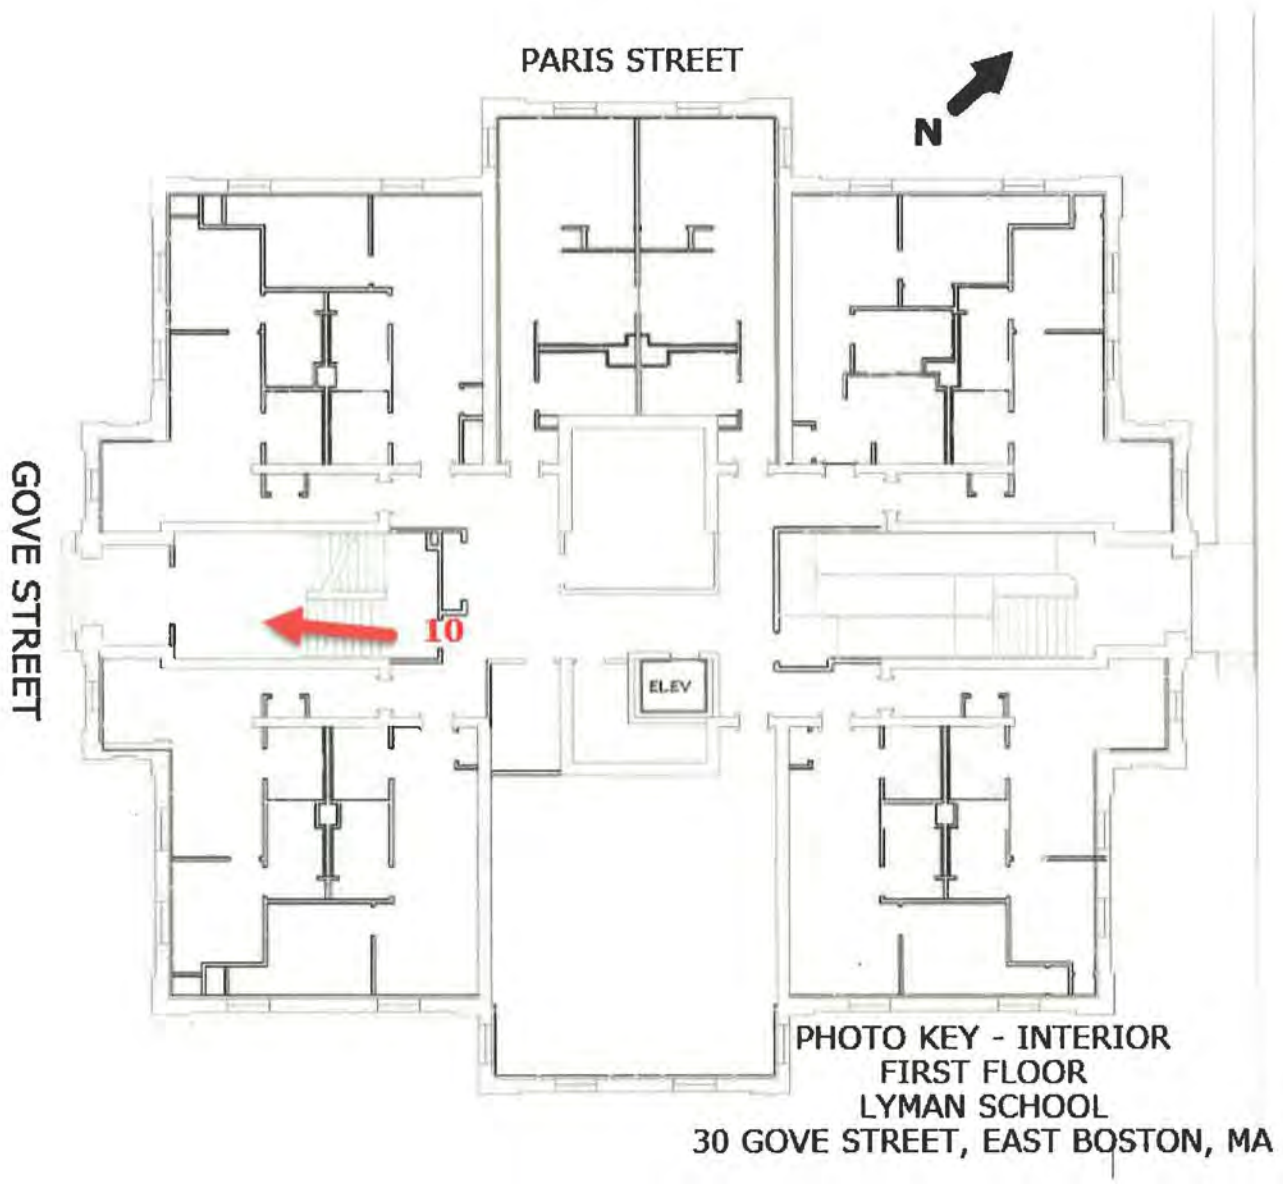 PARIS STREET
N
GOVE STREET
10
ELEV
PHOTO KEY - INTERIOR
FIRST FLOOR
LYMAN SCHOOL
30 GOVE STREET, EAST BOSTON, MA